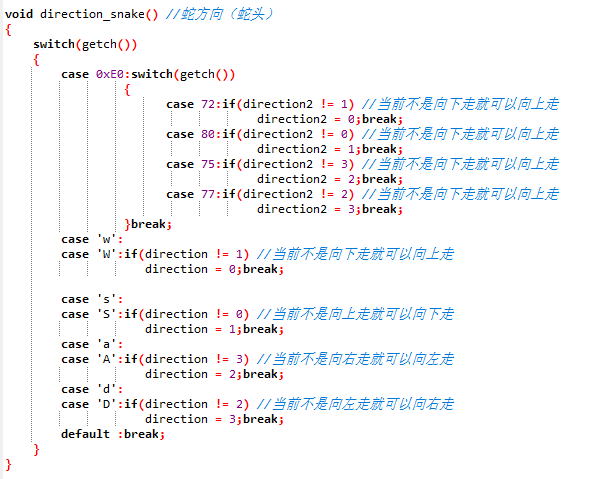 void direction_snake() //蛇方向（蛇头）
{
    switch(getch())
    {
        case 0xE0:switch(getch())
                 {
                       case 72:if(direction2 != 1) //当前不是向下走就可以向上走
                                    direction2 = 0;break;
                       case 80:if(direction2 != 0) //当前不是向下走就可以向上走
                                    direction2 = 1;break;
                       case 75:if(direction2 != 3) //当前不是向下走就可以向上走
                                    direction2 = 2;break;
                       case 77:if(direction2 != 2) //当前不是向下走就可以向上走
                                    direction2 = 3;break;
                 }break;
        case 'w':
        case 'W':if(direction != 1) //当前不是向下走就可以向上走
                    direction = 0;break;

        case 's':
        case 'S':if(direction != 0) //当前不是向上走就可以向下走
                    direction = 1;break;
        case 'a':
        case 'A':if(direction != 3) //当前不是向右走就可以向左走
                    direction = 2;break;
        case 'd':
        case 'D':if(direction != 2) //当前不是向左走就可以向右走
                    direction = 3;break;
        default :break;
    }
}